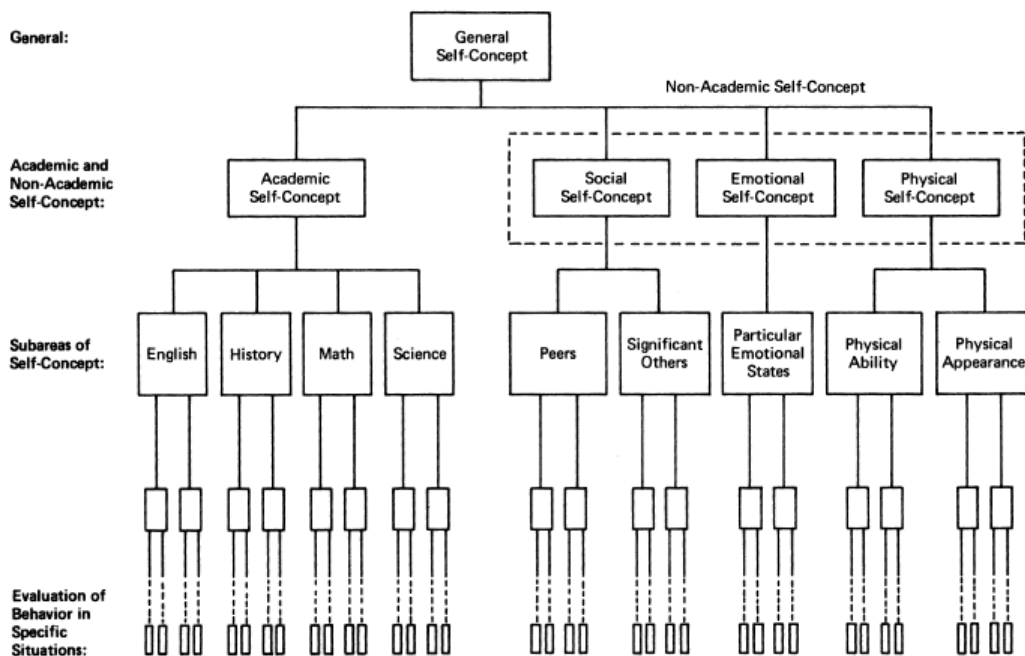 General:
General
Self-Concept
Non-Academic Self-Concept
Academic and
Non-Academic
Self-Concept:
Academic
Self-Concept
Social
Self-Concept
Emotional
Self-Concept
Physical
Self-Concept
Subareas of
Self-Concept:
English
History
Math
Science
Peers
Significant
Others
Particular
Emotional
States
Physical
Ability
Physical
Appearance
Evaluation of
Behavior in
Specific
Situations: